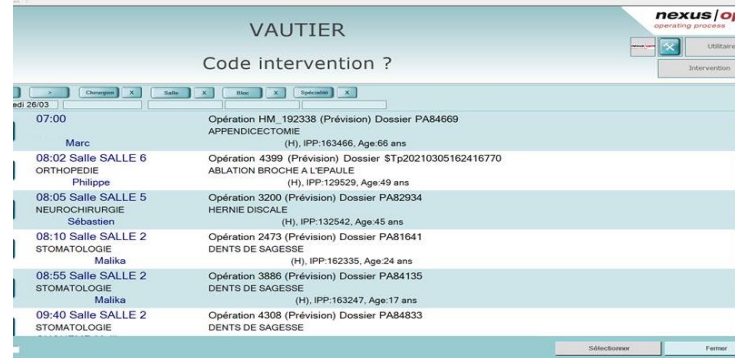 VAUTIER
nexus|op
operating process
Code intervention ?
Utilitaire
Intervention
> Chirurgien X Salle X Bloc X Spécialité X
edi 26/03
07:00 Opération HM_192338 (Prévision) Dossier PA84669
APPENDICECTOMIE
Marc (H), IPP:163466, Age:66 ans
08:02 Salle SALLE 6 Opération 4399 (Prévision) Dossier $Tp20210305162416770
ORTHOPEDIE ABLATION BROCHE A L'EPAULE
Philippe (H), IPP:129529, Age:49 ans
08:05 Salle SALLE 5 Opération 3200 (Prévision) Dossier PA82934
NEUROCHIRURGIE HERNIE DISCALE
Sébastien (H), IPP:132542, Age:45 ans
08:10 Salle SALLE 2 Opération 2473 (Prévision) Dossier PA81641
STOMATOLOGIE DENTS DE SAGESSE
Malika (H), IPP:162335, Age:24 ans
08:55 Salle SALLE 2 Opération 3886 (Prévision) Dossier PA84135
STOMATOLOGIE DENTS DE SAGESSE
Malika (H), IPP:163247, Age:17 ans
09:40 Salle SALLE 2 Opération 4308 (Prévision) Dossier PA84833
STOMATOLOGIE DENTS DE SAGESSE
Sélectionner Fermer